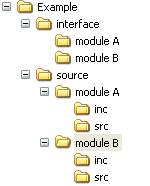 Example
interface
module A
module B
source
module A
inc
src
module B
inc
src